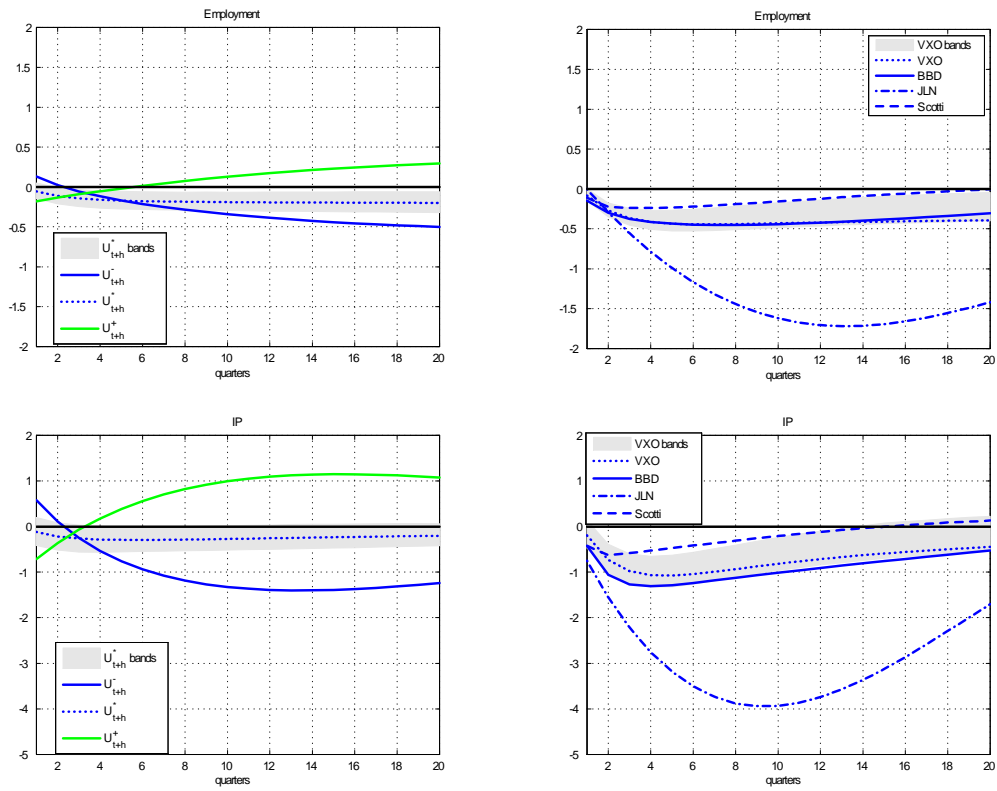 Employment
2
1.5
1
0.5
0
-0.5
-1
-1.5
-2
U*t+h bands
U-t+h
U*t+h
U+t+h
2 4 6 8 10 12 14 16 18 20
quarters
Employment
2
1.5
1
0.5
0
-0.5
-1
-1.5
-2
VXO bands
VXO
BBD
JLN
Scotti
2 4 6 8 10 12 14 16 18 20
quarters
IP
2
1
0
-1
-2
-3
-4
-5
U*t+h bands
U-t+h
U*t+h
U+t+h
2 4 6 8 10 12 14 16 18 20
quarters
IP
2
1
0
-1
-2
-3
-4
-5
VXO bands
VXO
BBD
JLN
Scotti
2 4 6 8 10 12 14 16 18 20
quarters